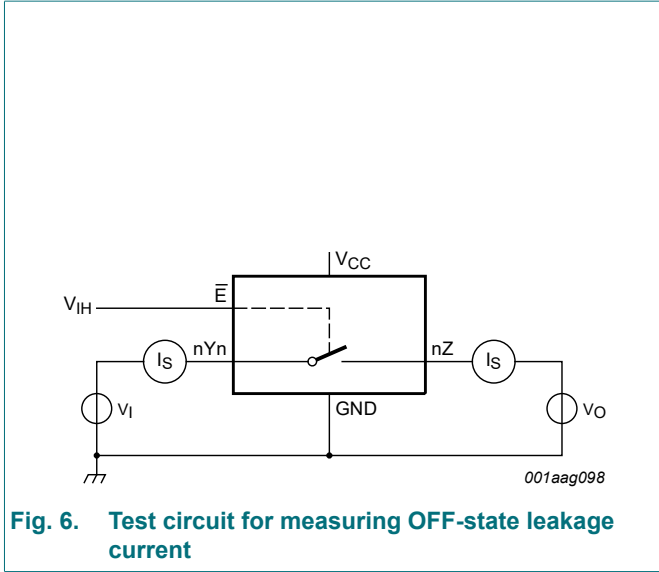 VCC
E̅
VIH
IS nYn nZ IS
VI GND VO
001aag098
Fig. 6. Test circuit for measuring OFF-state leakage
current